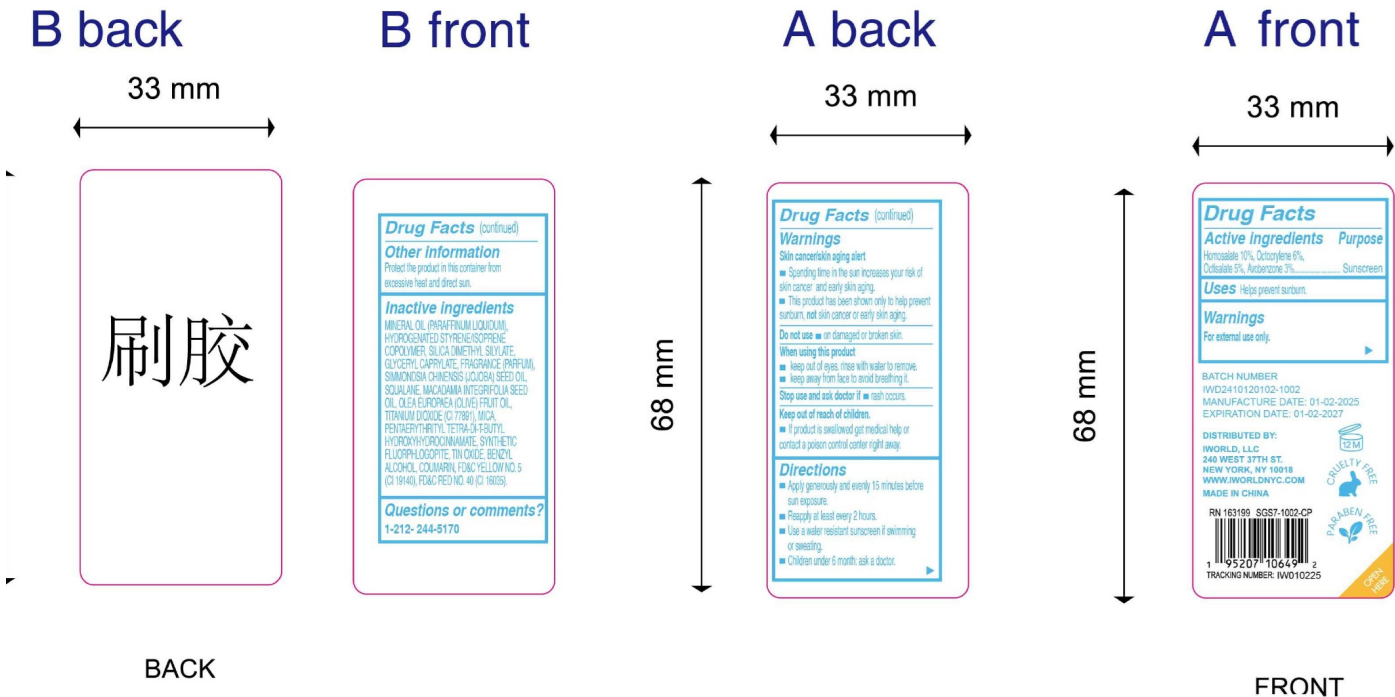 B back
B front
A back
A front
33 mm
33 mm
33 mm
刷胶
BACK
Drug Facts (continued)
Other information
Protect the product in this container from
excessive heat and direct sun.
Inactive ingredients
MINERAL OIL (PARAFFINUM LIQUIDUM),
HYDROGENATED STYRENE/ISOPRENE
COPOLYMER, SILICA DIMETHYL SILYLATE,
GLYCERYL CAPRYLATE, FRAGRANCE (PARFUM),
SIMMONDSIA CHINENSIS (JOJOBA) SEED OIL,
SQUALANE, MACADAMIA INTEGRIFOLIA SEED
OIL, OLEA EUROPAEA (OLIVE) FRUIT OIL,
TITANIUM DIOXIDE (CI 77891), MICA,
PENTAERYTHRITYL TETRA-DI-T-BUTYL
HYDROXYHYDROCINNAMATE, SYNTHETIC
FLUORPHLOGOPITE, TIN OXIDE, BENZYL
ALCOHOL, COUMARIN, FD&C YELLOW NO. 5
(CI 19140), FD&C RED NO. 40 (CI 16035).
Questions or comments?
1-212- 244-5170
68 mm
Drug Facts (continued)
Warnings
Skin cancer/skin aging alert
■ Spending time in the sun increases your risk of
skin cancer and early skin aging.
■ This product has been shown only to help prevent
sunburn, not skin cancer or early skin aging.
Do not use ■ on damaged or broken skin.
When using this product
■ keep out of eyes. rinse with water to remove.
■ keep away from face to avoid breathing it.
Stop use and ask doctor if ■ rash occurs.
Keep out of reach of children.
■ If product is swallowed get medical help or
contact a poison control center right away.
Directions
■ Apply generously and evenly 15 minutes before
sun exposure.
■ Reapply at least every 2 hours.
■ Use a water resistant sunscreen if swimming
or sweating.
■ Children under 6 month: ask a doctor.
68 mm
Drug Facts
Active ingredients Purpose
Homosalate 10%, Octocrylene 6%,
Octisalate 5%, Avobenzone 3%.................... Sunscreen
Uses Helps prevent sunburn.
Warnings
For external use only.
BATCH NUMBER
IWD2410120102-1002
MANUFACTURE DATE: 01-02-2025
EXPIRATION DATE: 01-02-2027
DISTRIBUTED BY:
IWORLD, LLC
240 WEST 37TH ST.
NEW YORK, NY 10018
WWW.IWORLDNYC.COM
MADE IN CHINA
12 M
CRUELTY FREE
PARABEN FREE
RN 163199 SGS7-1002-CP
1 95207 10649 2
TRACKING NUMBER: IW010225
OPEN
HERE
FRONT